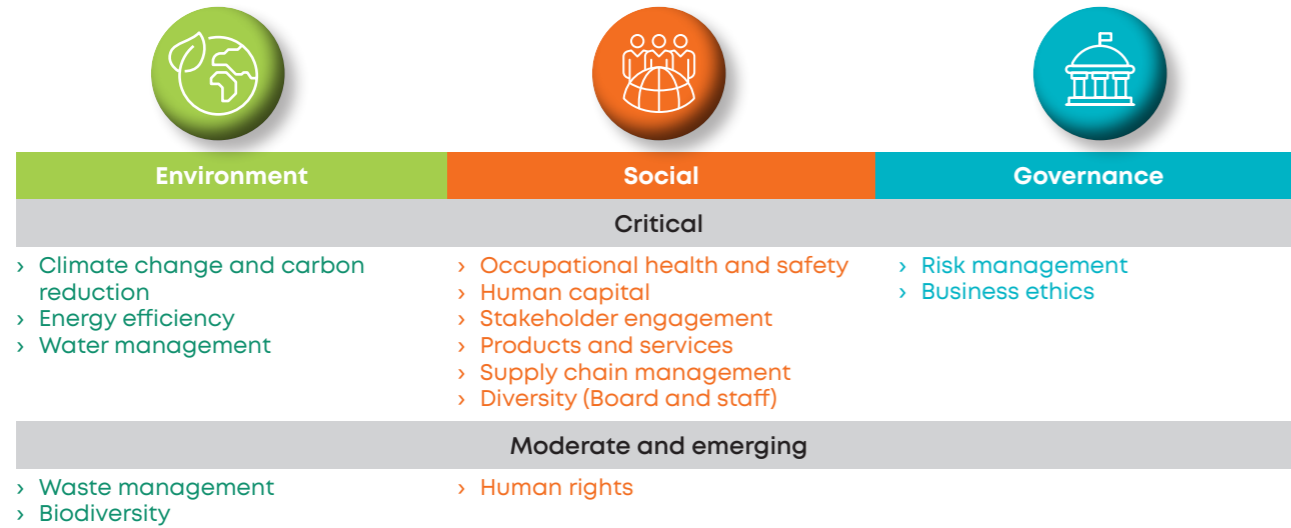 Environment
Social
Governance
Critical
› Climate change and carbon
reduction
› Energy efficiency
› Water management
› Occupational health and safety
› Human capital
› Stakeholder engagement
› Products and services
› Supply chain management
› Diversity (Board and staff)
› Risk management
› Business ethics
Moderate and emerging
› Waste management
› Biodiversity
› Human rights